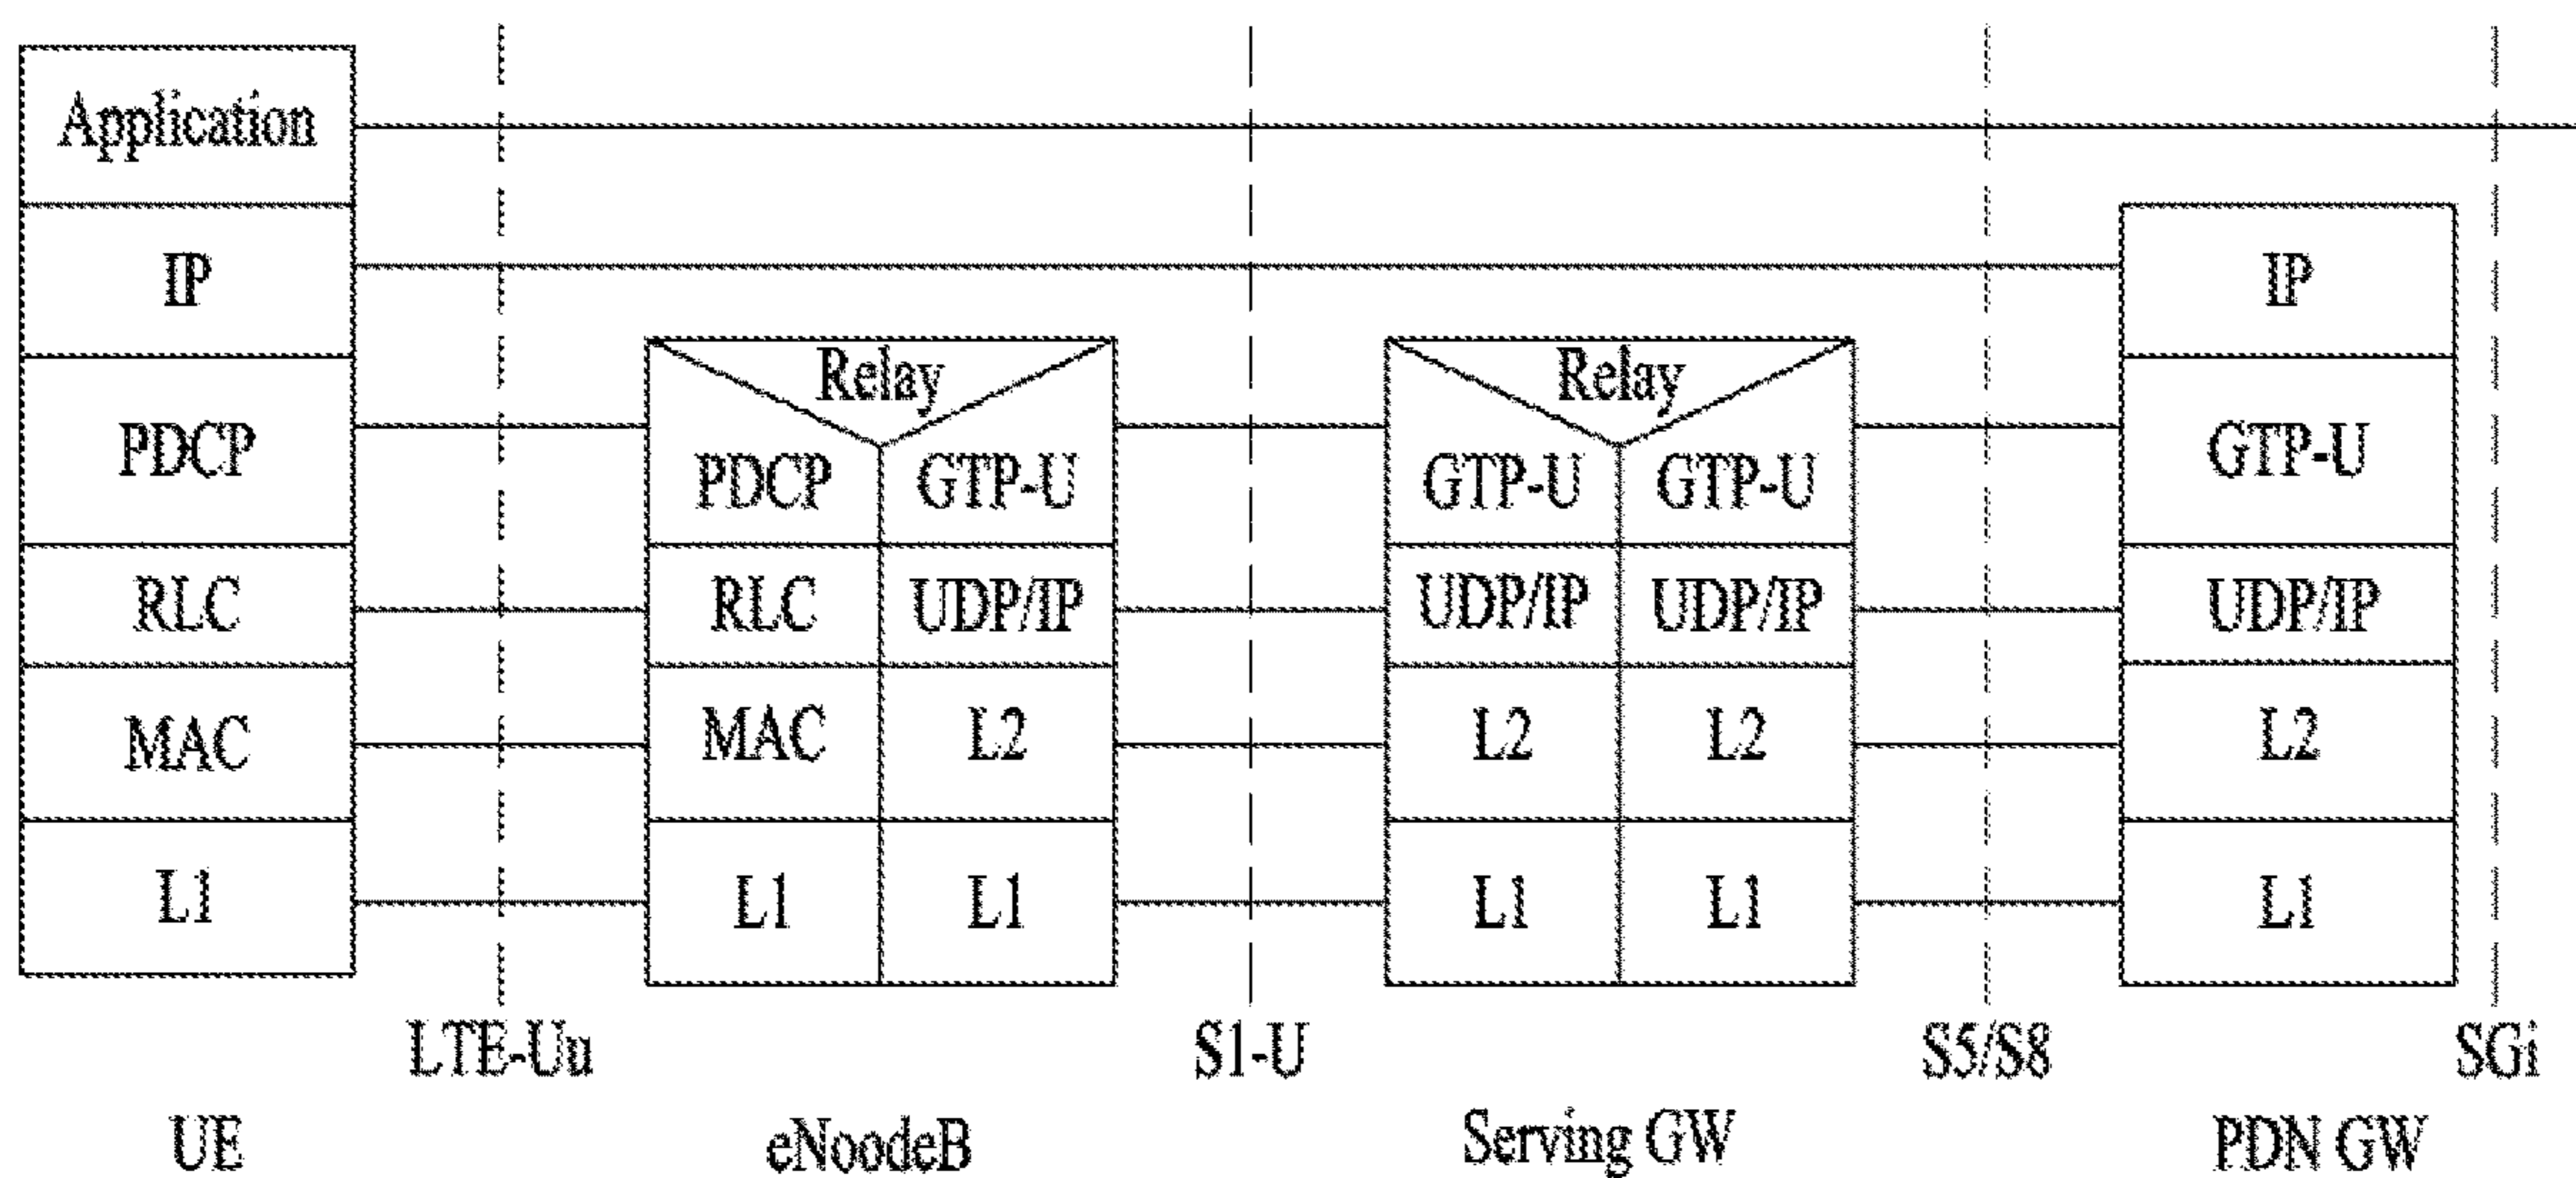 Application
IP
IP
Relay
Relay
PDCP
PDCP
GTP-U
GTP-U
GTP-U
GTP-U
RLC
RLC
UDP/IP
UDP/IP
UDP/IP
UDP/IP
MAC
MAC
L2
L2
L2
L2
L1
L1
L1
L1
L1
L1
LTE-Uu
S1-U
S5/S8
SGi
UE
eNoodeB
Serving GW
PDN GW